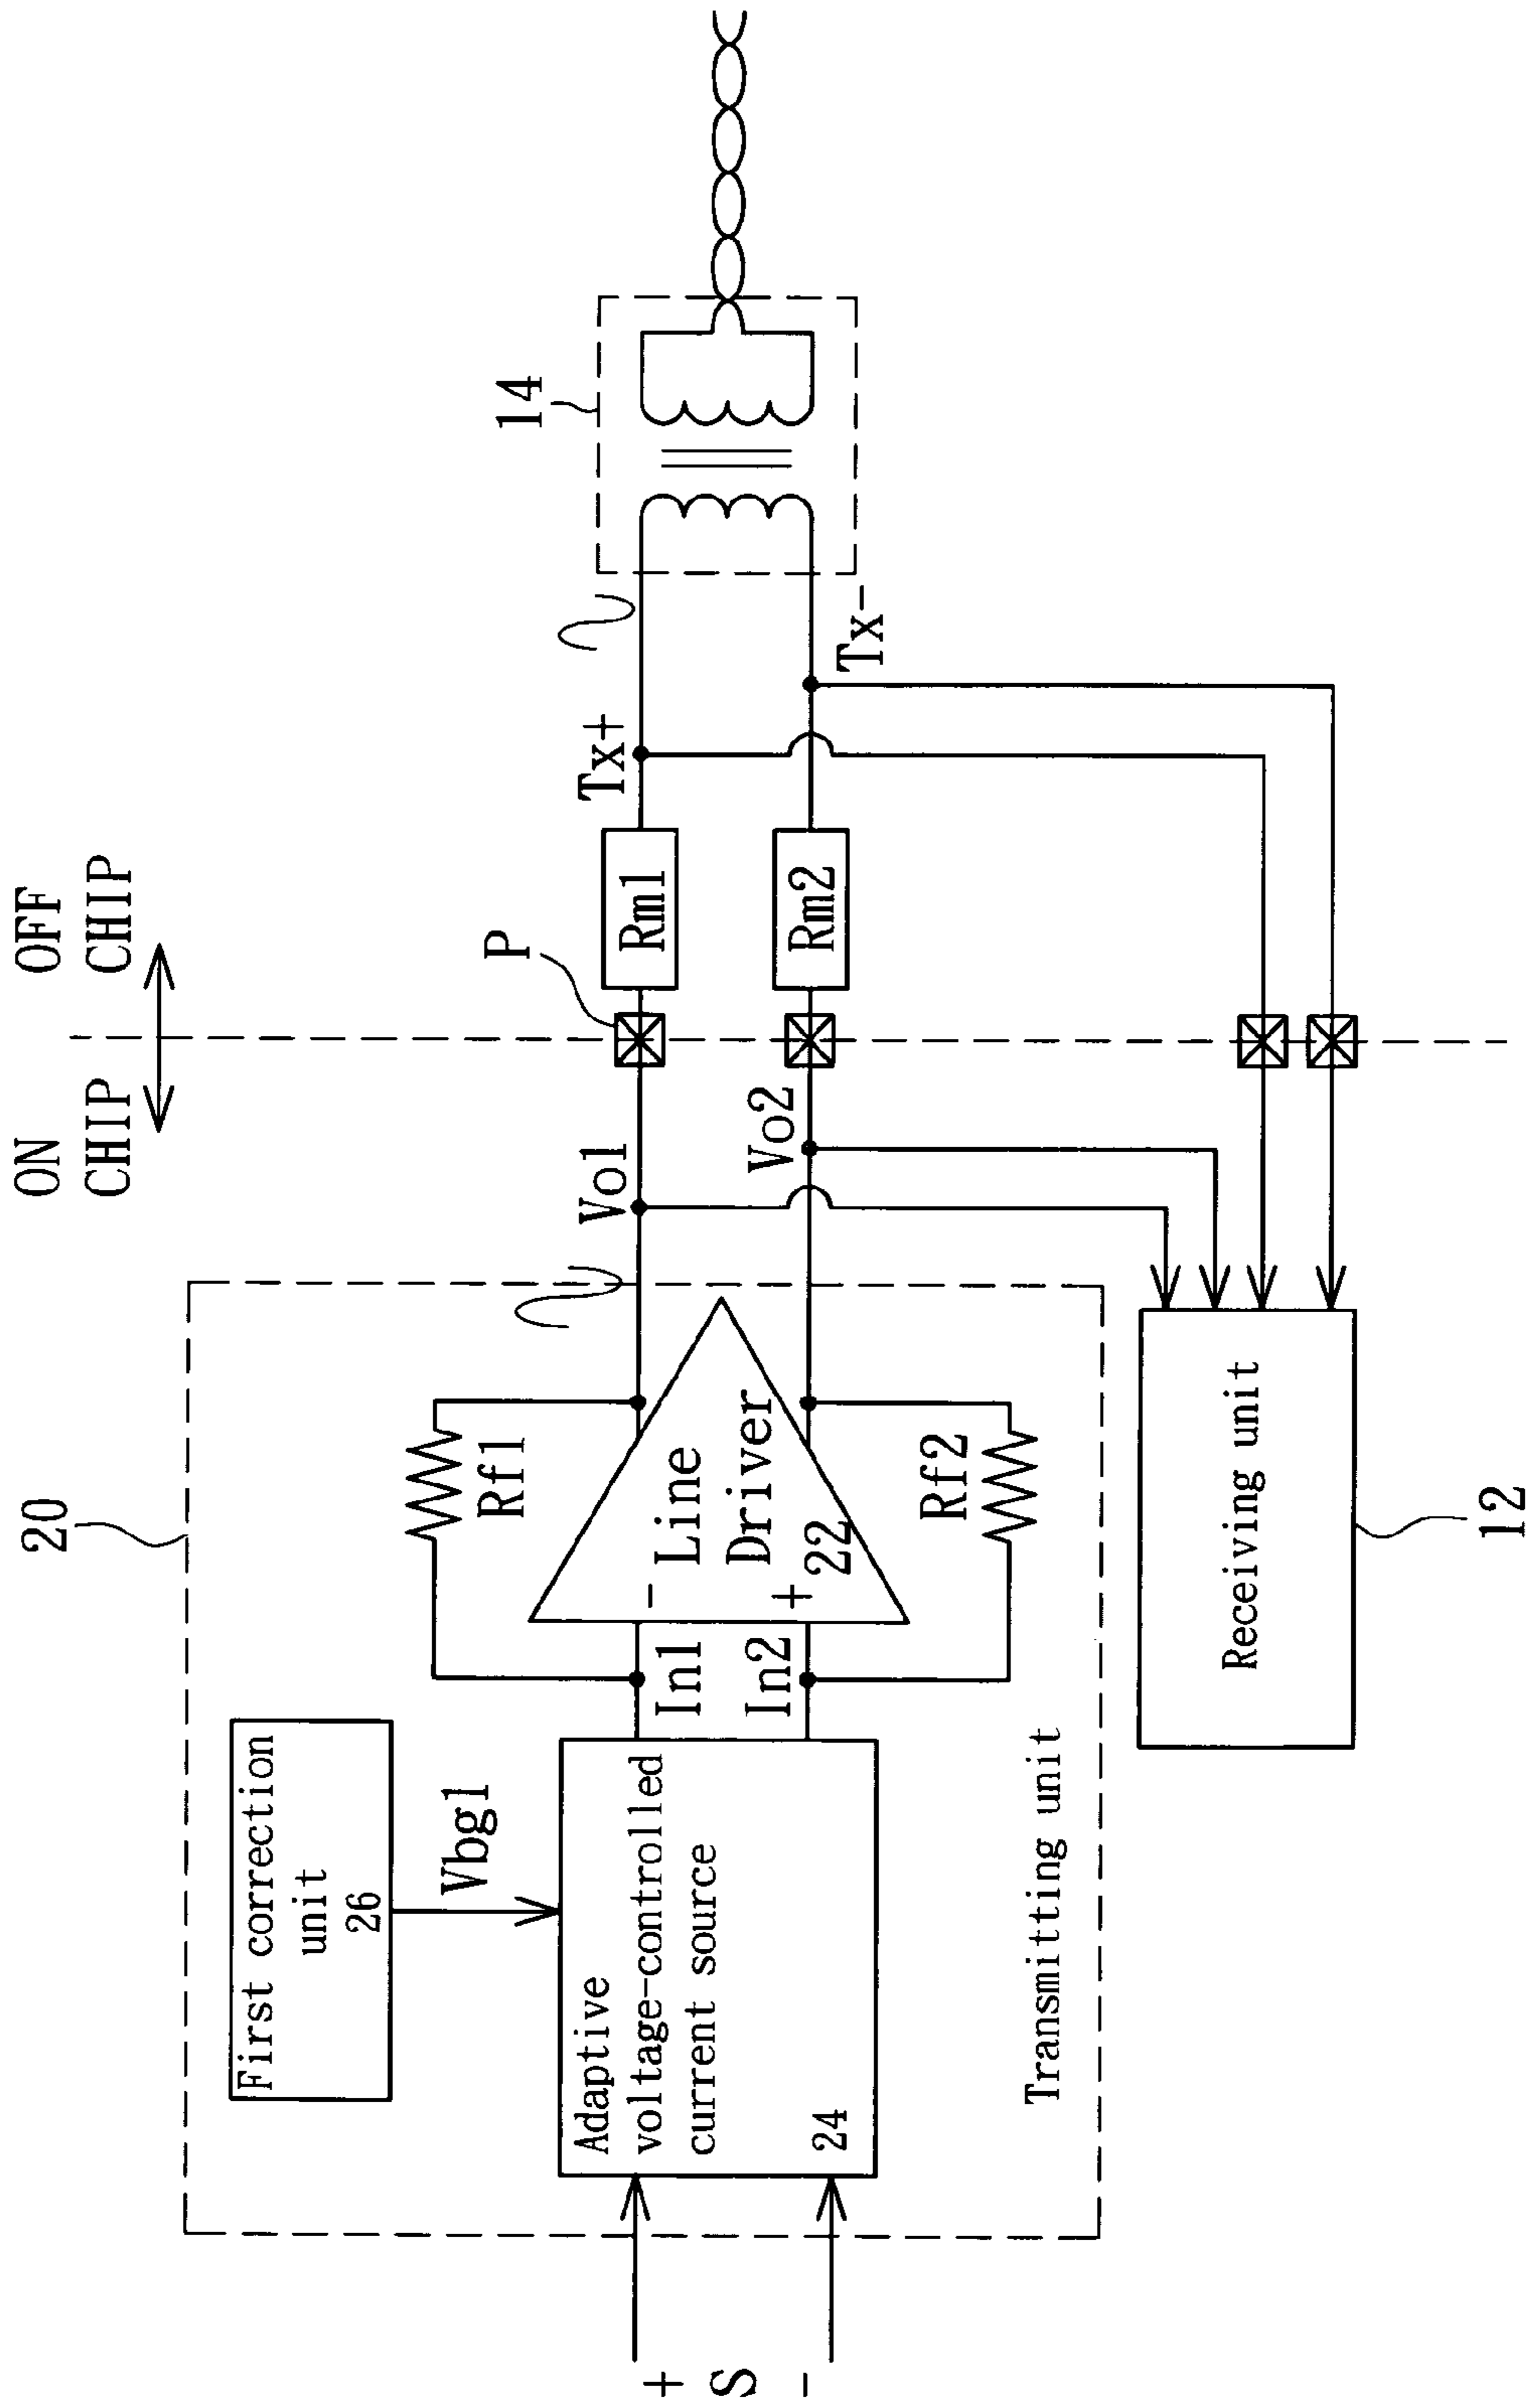 ON
CHIP
OFF
CHIP
20
First correction
unit
26
Vbg1
Rf1
Vo1
P
Tx+
14
+
S
-
Adaptive
voltage-controlled
current source
24
In1
In2
-
+
Line
Driver
22
Vo2
Rm1
Rm2
Tx-
Rf2
Transmitting unit
Receiving unit
12